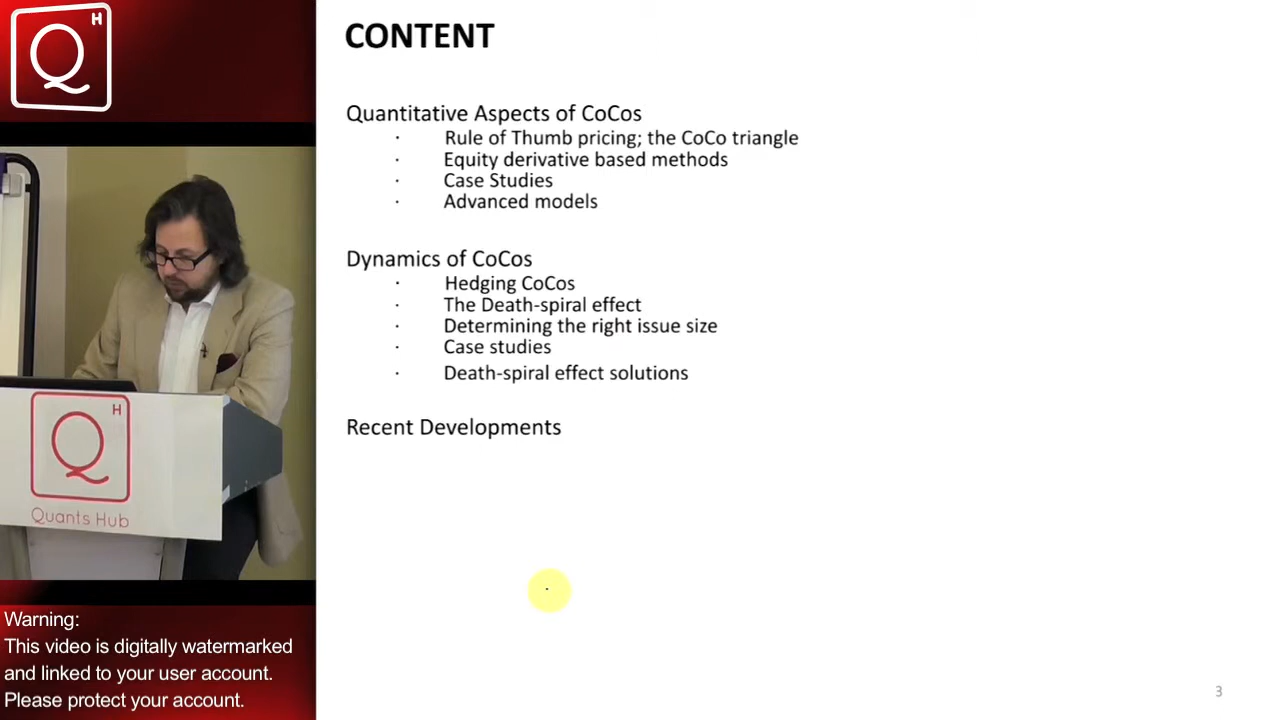 H
Q
CONTENT
Quantitative Aspects of CoCos
· Rule of Thumb pricing; the CoCo triangle
· Equity derivative based methods
· Case Studies
· Advanced models
Dynamics of CoCos
· Hedging CoCos
· The Death-spiral effect
· Determining the right issue size
· Case studies
· Death-spiral effect solutions
Recent Developments
H
Q
Quants Hub
Warning:
This video is digitally watermarked
and linked to your user account.
Please protect your account.
3